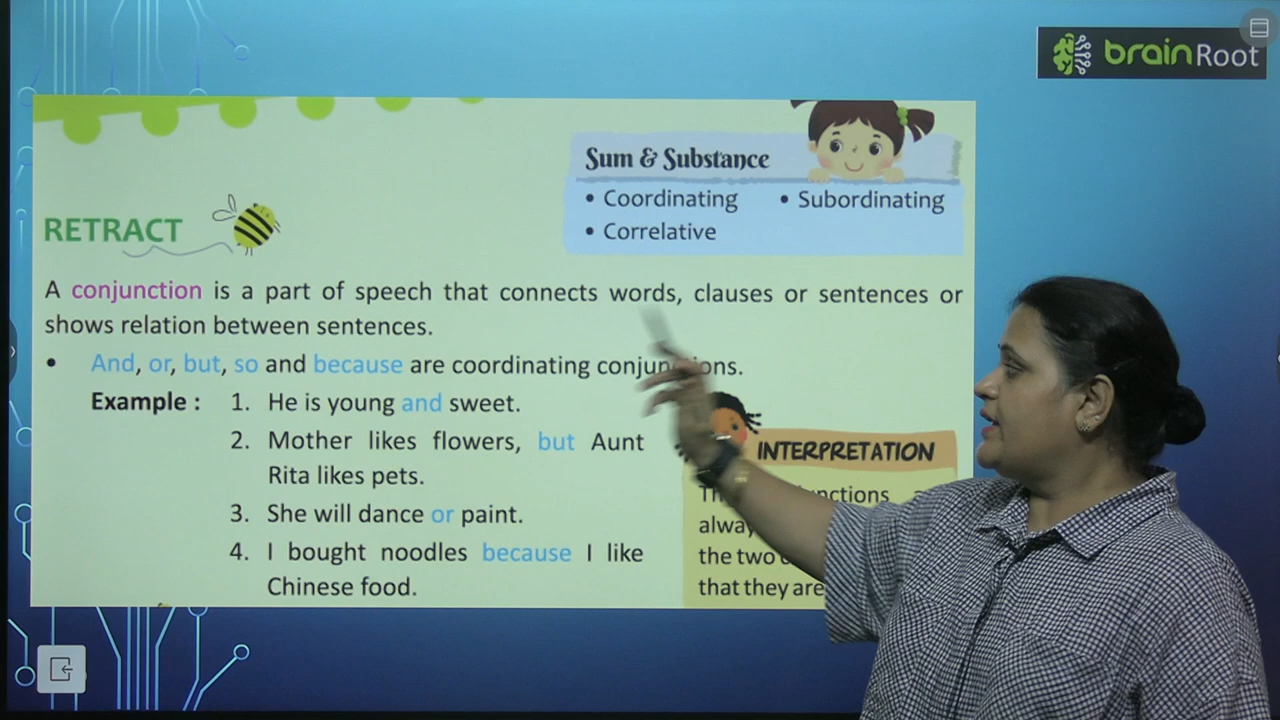 brainRoot
Sum & Substance
• Coordinating • Subordinating
• Correlative
RETRACT
A conjunction is a part of speech that connects words, clauses or sentences or
shows relation between sentences.
• And, or, but, so and because are coordinating conjunctions.
Example : 1. He is young and sweet.
2. Mother likes flowers, but Aunt
Rita likes pets.
3. She will dance or paint.
4. I bought noodles because I like
Chinese food.
INTERPRETATION
the two
that they are